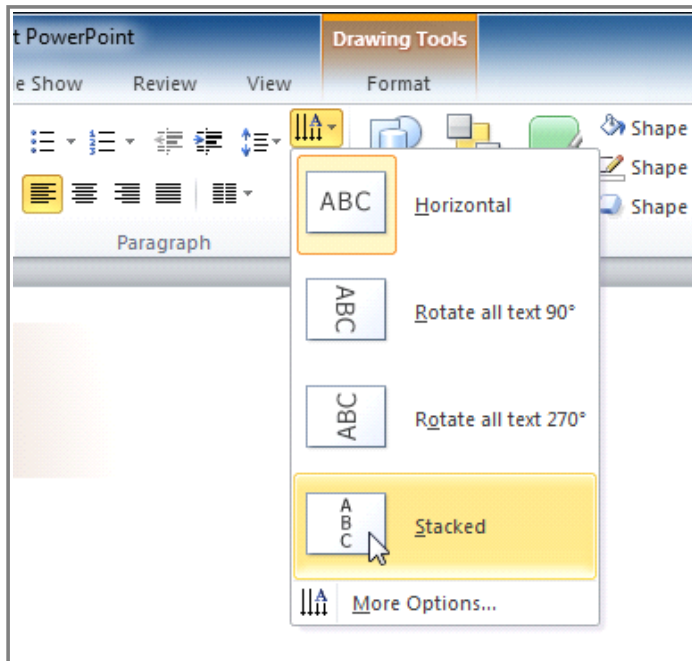 t PowerPoint
Drawing Tools
le Show Review View Format
Shape
Shape
Shape
Paragraph
ABC Horizontal
ABC Rotate all text 90°
ABC Rotate all text 270°
A
B
C
Stacked
More Options...